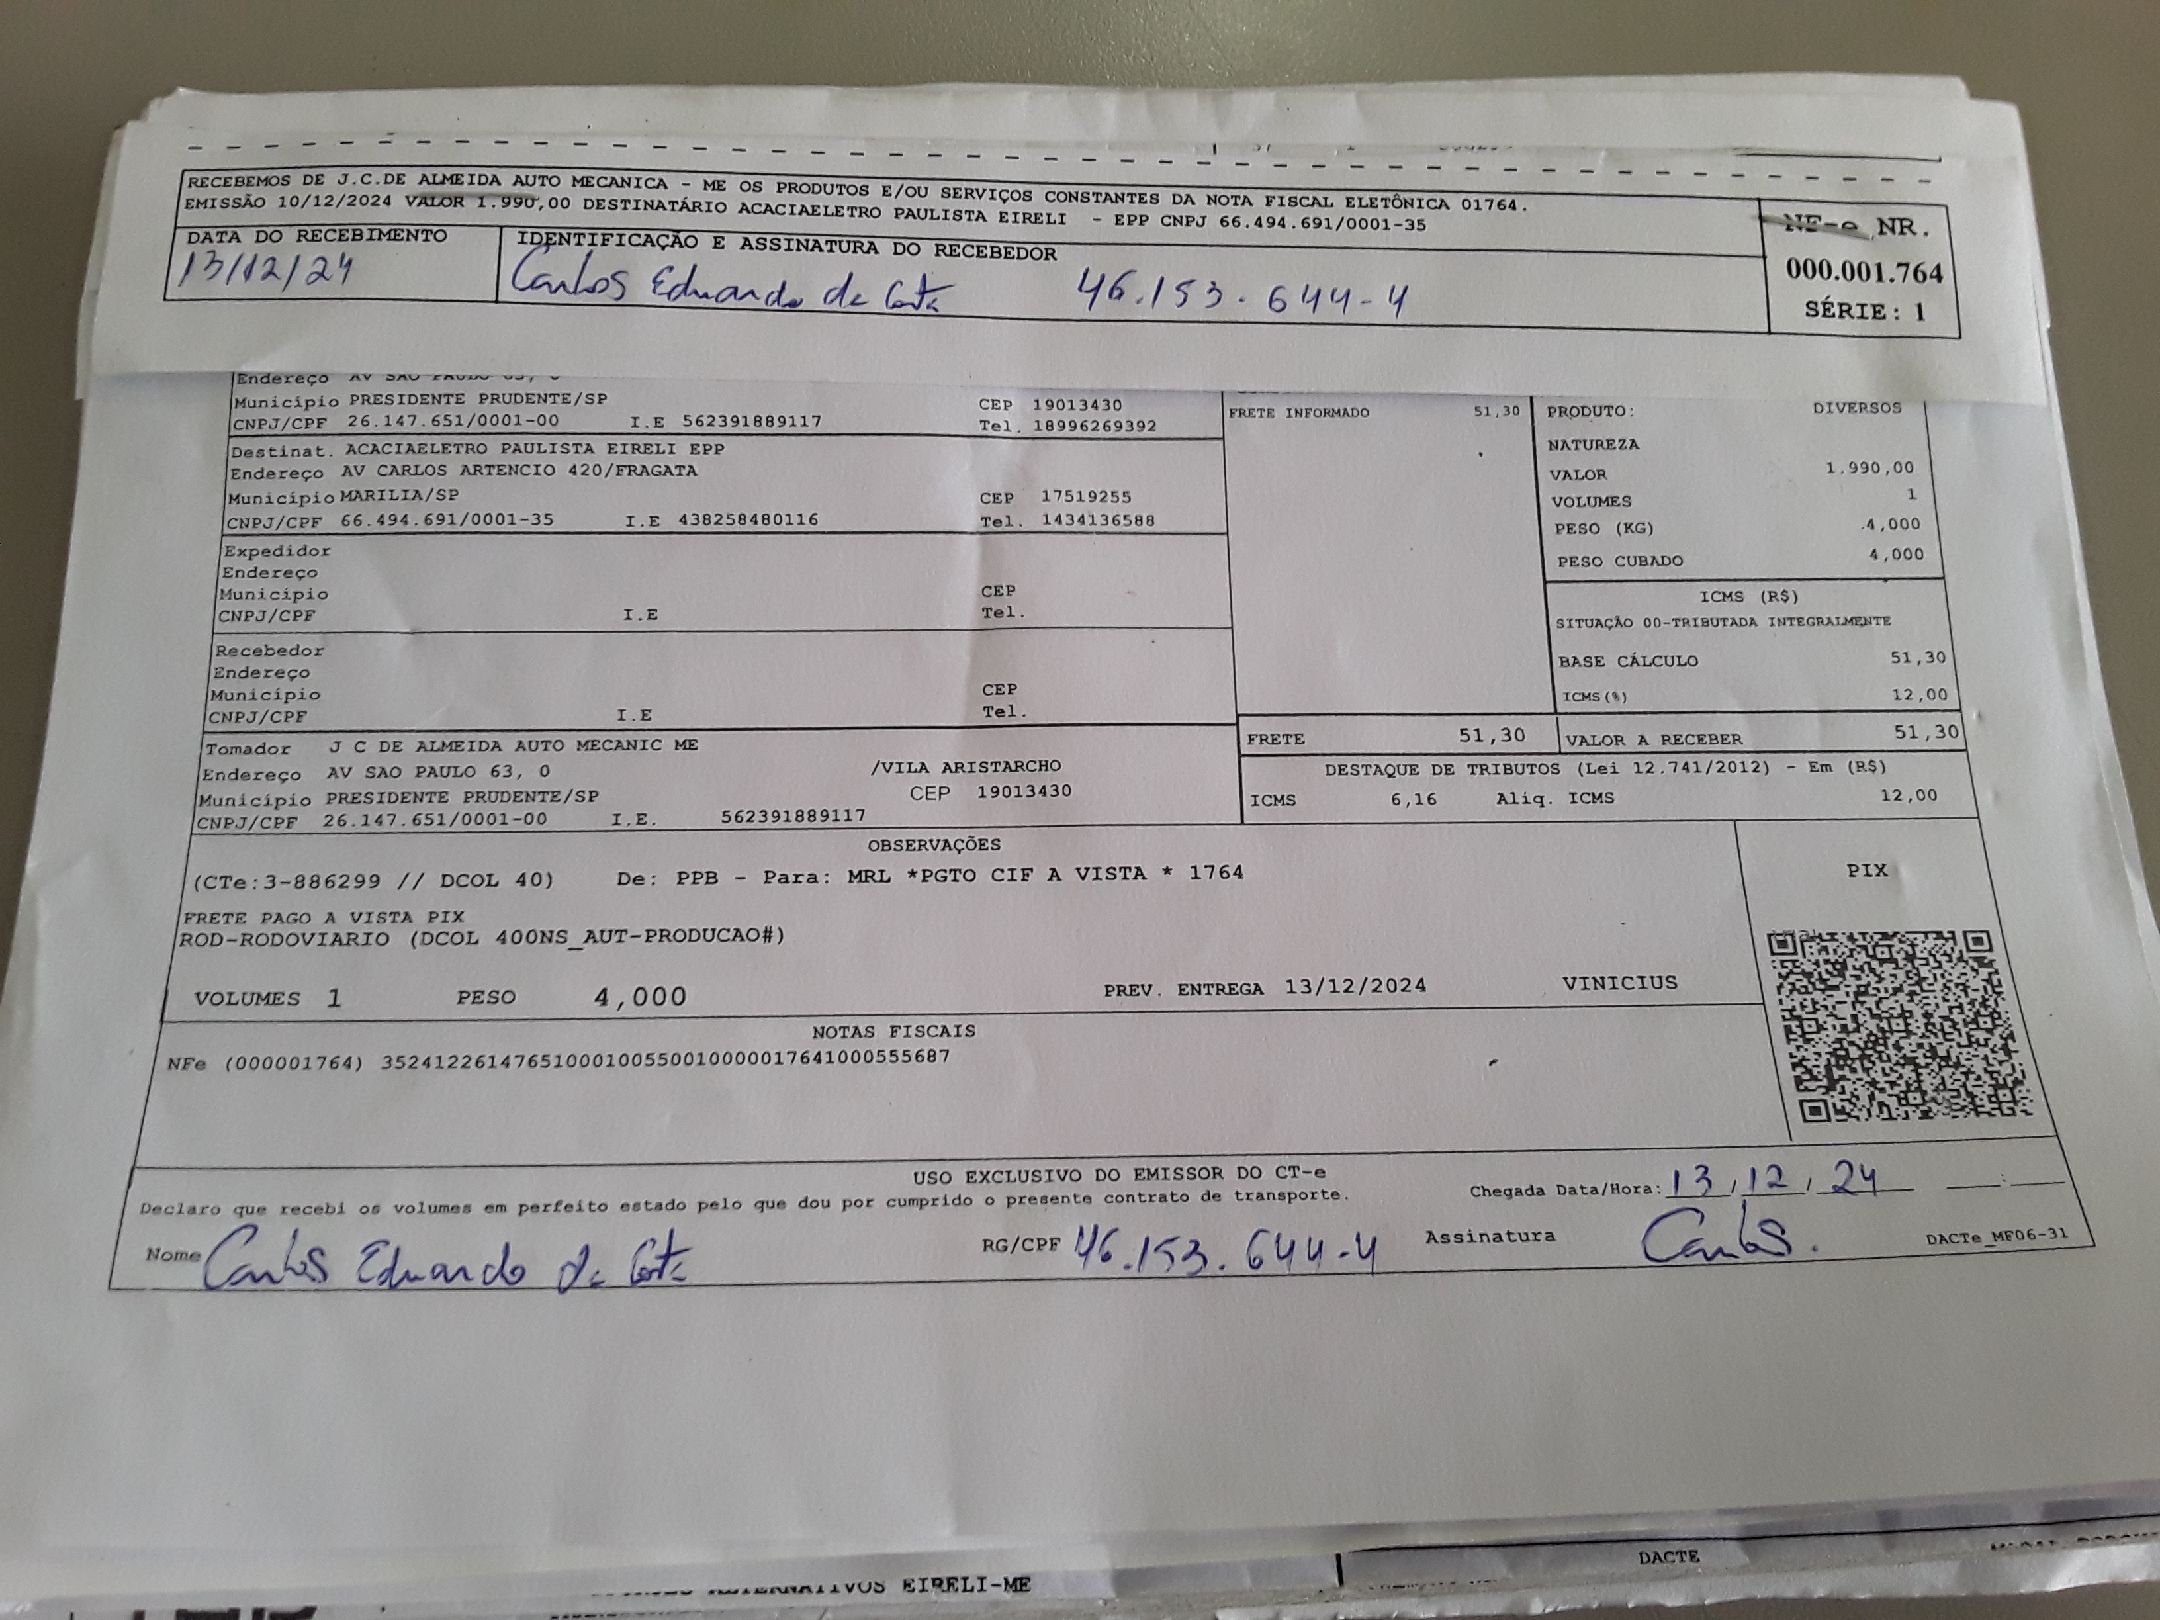 RECEBEMOS DE J.C.DE ALMEIDA AUTO MECANICA - ME OS PRODUTOS E/OU SERVIÇOS CONSTANTES DA NOTA FISCAL ELETÔNICA 01764.
EMISSÃO 10/12/2024 VALOR 1.990,00 DESTINATÁRIO ACACIAELETRO PAULISTA EIRELI - EPP CNPJ 66.494.691/0001-35
NF-e NR.
000.001.764
SÉRIE: 1
DATA DO RECEBIMENTO
13/12/24
IDENTIFICAÇÃO E ASSINATURA DO RECEBEDOR
Carlos Eduardo da Costa 46.153.644-4
Endereço AV SAO PAULO 63, 0
Município PRESIDENTE PRUDENTE/SP CEP 19013430
CNPJ/CPF 26.147.651/0001-00 I.E 562391889117 Tel. 18996269392
Destinat. ACACIAELETRO PAULISTA EIRELI EPP
Endereço AV CARLOS ARTENCIO 420/FRAGATA
Município MARILIA/SP CEP 17519255
CNPJ/CPF 66.494.691/0001-35 I.E 438258480116 Tel. 1434136588
Expedidor
Endereço
Município CEP
CNPJ/CPF I.E Tel.
Recebedor
Endereço
Município CEP
CNPJ/CPF I.E Tel.
Tomador J C DE ALMEIDA AUTO MECANIC ME
Endereço AV SAO PAULO 63, 0 /VILA ARISTARCHO
Município PRESIDENTE PRUDENTE/SP CEP 19013430
CNPJ/CPF 26.147.651/0001-00 I.E. 562391889117
FRETE INFORMADO 51,30
PRODUTO: DIVERSOS
NATUREZA
VALOR 1.990,00
VOLUMES 1
PESO (KG) 4,000
PESO CUBADO 4,000
ICMS (R$)
SITUAÇÃO 00-TRIBUTADA INTEGRALMENTE
BASE CÁLCULO 51,30
ICMS(%) 12,00
FRETE 51,30 VALOR A RECEBER 51,30
DESTAQUE DE TRIBUTOS (Lei 12.741/2012) - Em (R$)
ICMS 6,16 Alíq. ICMS 12,00
OBSERVAÇÕES
(CTe:3-886299 // DCOL 40) De: PPB - Para: MRL *PGTO CIF A VISTA * 1764
FRETE PAGO A VISTA PIX
ROD-RODOVIARIO (DCOL 400NS_AUT-PRODUCAO#)
VOLUMES 1 PESO 4,000 PREV. ENTREGA 13/12/2024 VINICIUS
PIX
NOTAS FISCAIS
NFe (000001764) 35241226147651000100550010000017641000555687
USO EXCLUSIVO DO EMISSOR DO CT-e
Declaro que recebi os volumes em perfeito estado pelo que dou por cumprido o presente contrato de transporte.
Chegada Data/Hora: 13/12/24 __:__
Nome Carlos Eduardo da Costa RG/CPF 46.153.644-4 Assinatura Carlos. DACTe_MF06-31
DACTE
ALTERNATIVOS EIRELI-ME